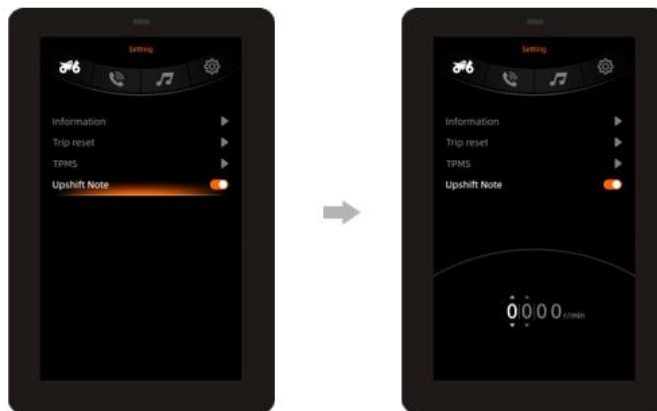 Setting
Information
Trip reset
TPMS
Upshift Note
Setting
Information
Trip reset
TPMS
Upshift Note
0000 r/min